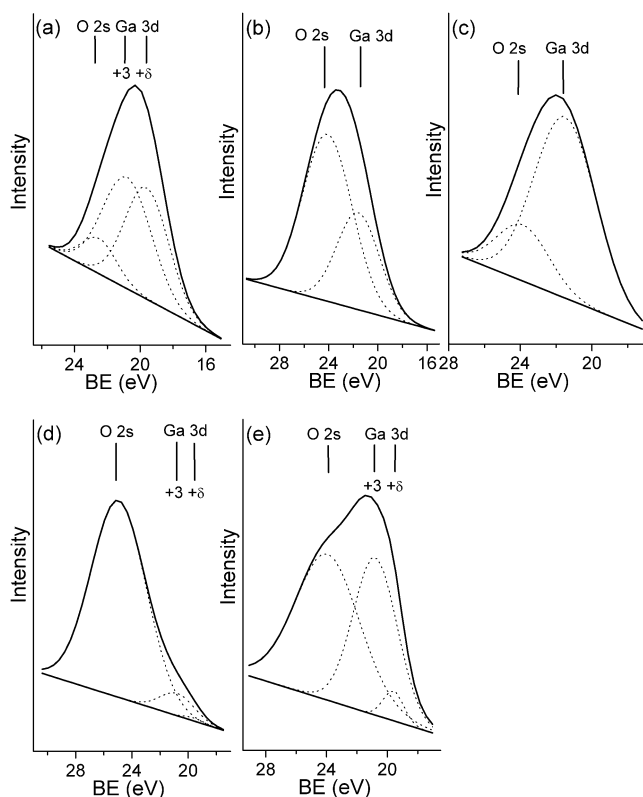 (a)
O 2s Ga 3d
+3 +δ
Intensity
24 20 16
BE (eV)
(b)
O 2s Ga 3d
Intensity
28 24 20 16
BE (eV)
(c)
O 2s Ga 3d
Intensity
28 24 20
BE (eV)
(d)
O 2s Ga 3d
+3 +δ
Intensity
28 24 20
BE (eV)
(e)
O 2s Ga 3d
+3 +δ
Intensity
28 24 20
BE (eV)